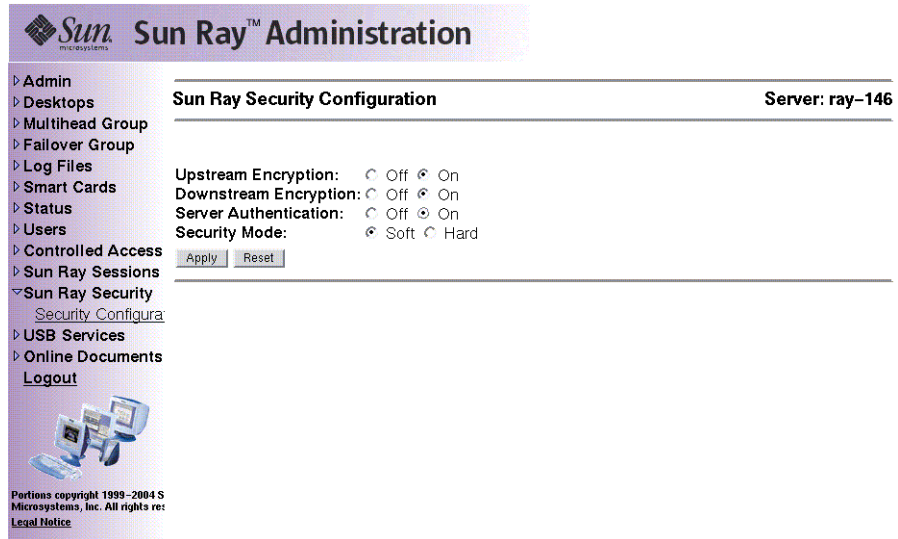 Sun microsystems Sun Ray™ Administration
Admin
Desktops
Multihead Group
Failover Group
Log Files
Smart Cards
Status
Users
Controlled Access
Sun Ray Sessions
Sun Ray Security
Security Configura
USB Services
Online Documents
Logout
Portions copyright 1999-2004 S
Microsystems, Inc. All rights res
Legal Notice
Sun Ray Security Configuration Server: ray-146
Upstream Encryption: Off On
Downstream Encryption: Off On
Server Authentication: Off On
Security Mode: Soft Hard
Apply Reset